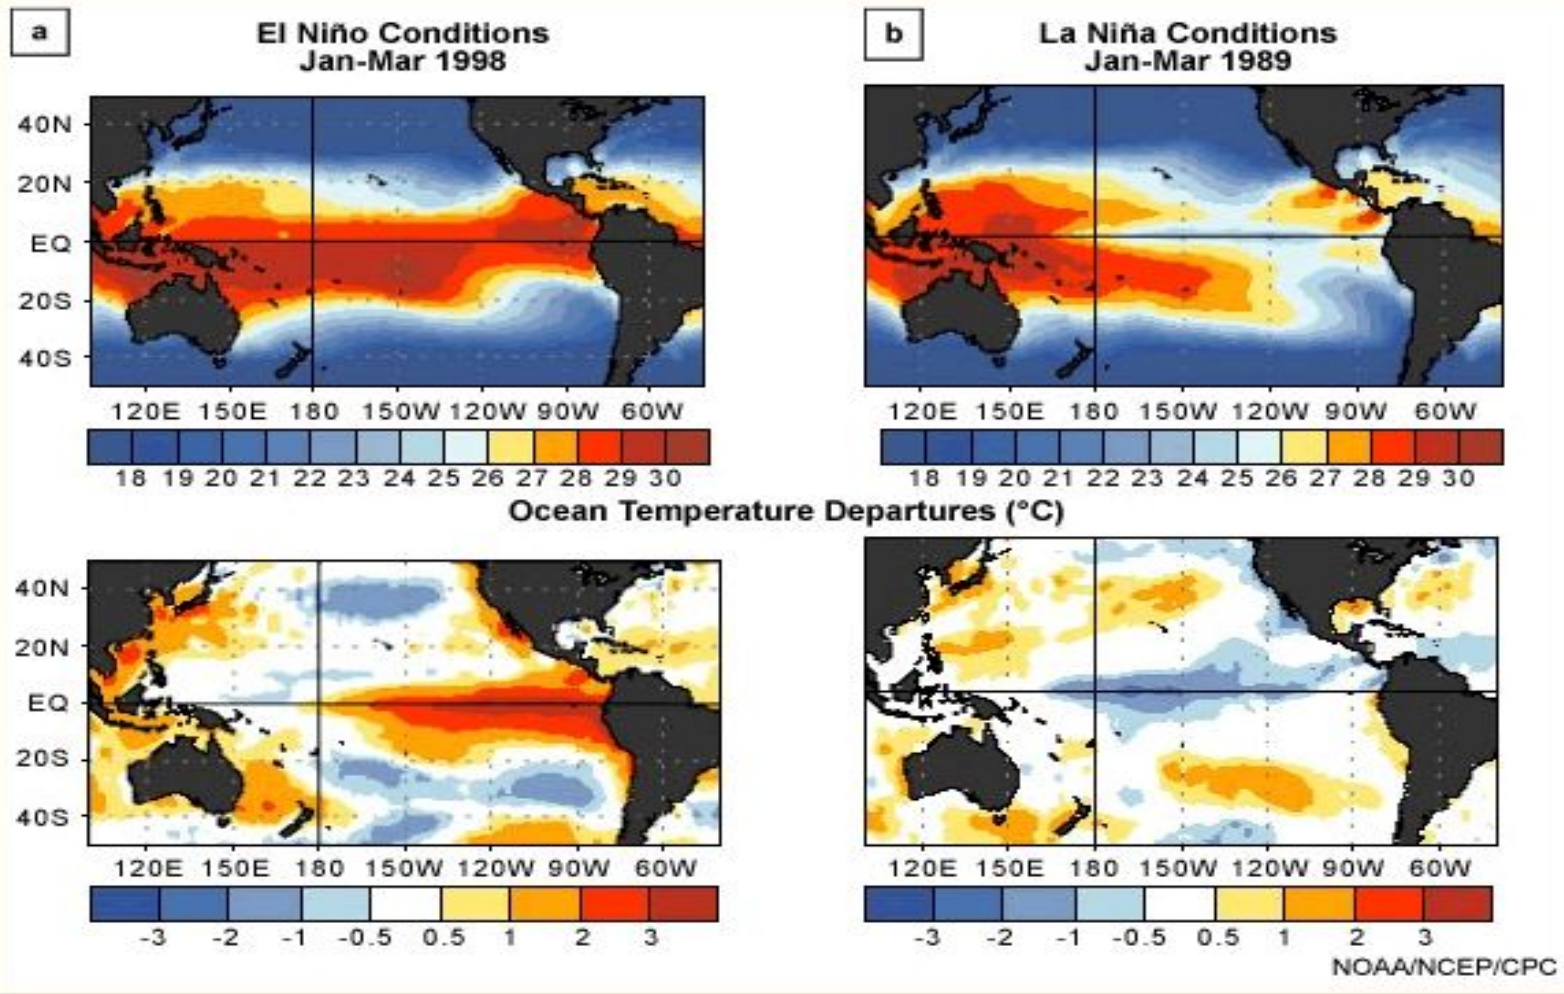 a
El Niño Conditions
Jan-Mar 1998
b
La Niña Conditions
Jan-Mar 1989
40N
20N
EQ
20S
40S
120E 150E 180 150W 120W 90W 60W
120E 150E 180 150W 120W 90W 60W
18 19 20 21 22 23 24 25 26 27 28 29 30
18 19 20 21 22 23 24 25 26 27 28 29 30
Ocean Temperature Departures (°C)
40N
20N
EQ
20S
40S
120E 150E 180 150W 120W 90W 60W
120E 150E 180 150W 120W 90W 60W
-3 -2 -1 -0.5 0.5 1 2 3
-3 -2 -1 -0.5 0.5 1 2 3
NOAA/NCEP/CPC